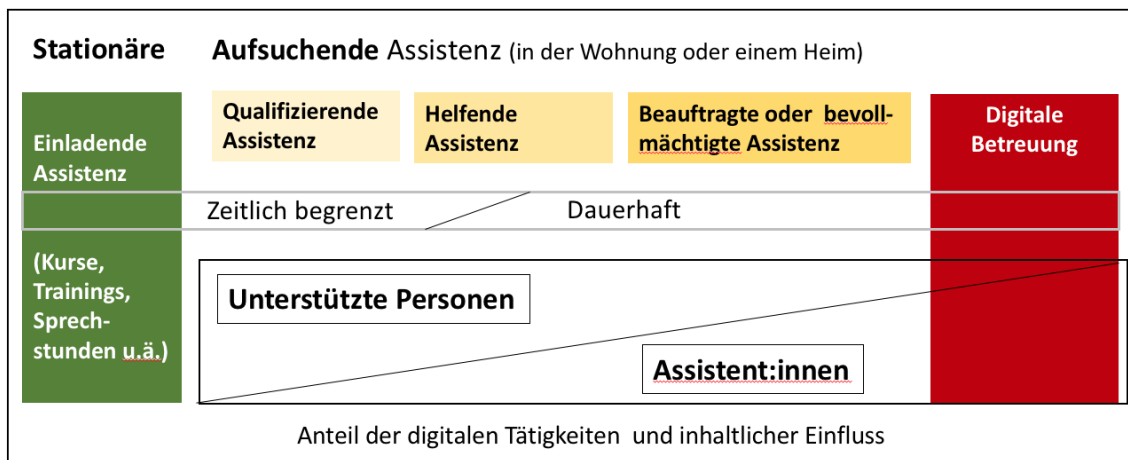 Stationäre
Aufsuchende Assistenz (in der Wohnung oder einem Heim)
Einladende
Assistenz
(Kurse,
Trainings,
Sprech-
stunden u.ä.)
Qualifizierende
Assistenz
Helfende
Assistenz
Beauftragte oder bevoll-
mächtigte Assistenz
Digitale
Betreuung
Zeitlich begrenzt
Dauerhaft
Unterstützte Personen
Assistent:innen
Anteil der digitalen Tätigkeiten und inhaltlicher Einfluss